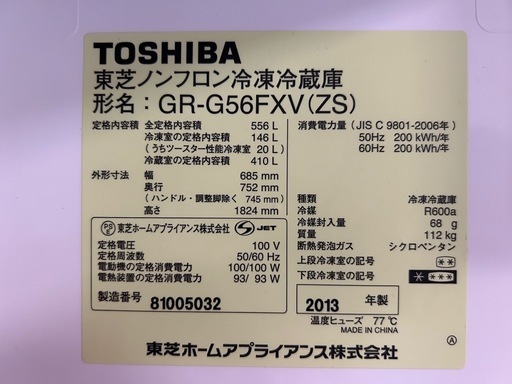 TOSHIBA
東芝ノンフロン冷凍冷蔵庫
形名：GR-G56FXV(ZS)
定格内容積 全定格内容積 556 L
冷凍室の定格内容積 146 L
(うちツースター性能冷凍室 20 L)
冷蔵室の定格内容積 410 L
外形寸法 幅 685 mm
奥行 752 mm
(ハンドル・調整脚除く 745 mm)
高さ 1824 mm
消費電力量 (JIS C 9801-2006年)
50Hz 200 kWh/年
60Hz 200 kWh/年
種類 冷凍冷蔵庫
冷媒 R600a
冷媒封入量 68 g
質量 112 kg
断熱発泡ガス シクロペンタン
上段冷凍室の記号 **
下段冷凍室の記号 * ***
PSE 東芝ホームアプライアンス株式会社 S JET
定格電圧 100 V
定格周波数 50/60 Hz
電動機の定格消費電力 100/100 W
電熱装置の定格消費電力 93/ 93 W
製造番号 81005032
2013 年製
温度ヒューズ 77℃
MADE IN CHINA
A
東芝ホームアプライアンス株式会社